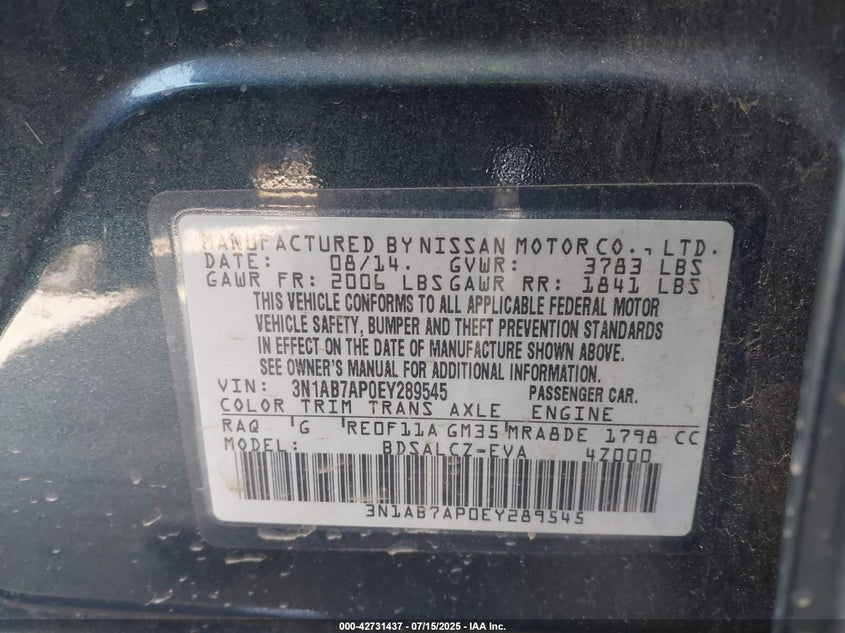 MANUFACTURED BY NISSAN MOTOR CO., LTD.
DATE: 08/14. GVWR: 3783 LBS
GAWR FR: 2006 LBS GAWR RR: 1841 LBS
THIS VEHICLE CONFORMS TO ALL APPLICABLE FEDERAL MOTOR
VEHICLE SAFETY, BUMPER AND THEFT PREVENTION STANDARDS
IN EFFECT ON THE DATE OF MANUFACTURE SHOWN ABOVE.
SEE OWNER'S MANUAL FOR ADDITIONAL INFORMATION.
VIN: 3N1AB7AP0EY289545 PASSENGER CAR.
COLOR TRIM TRANS AXLE ENGINE
RAQ G RE0F11A GM35 MRA8DE 1798 CC
MODEL: BDSALCZ-EVA 4Z000
3N1AB7AP0EY289545
000-42731437 - 07/15/2025 - IAA Inc.